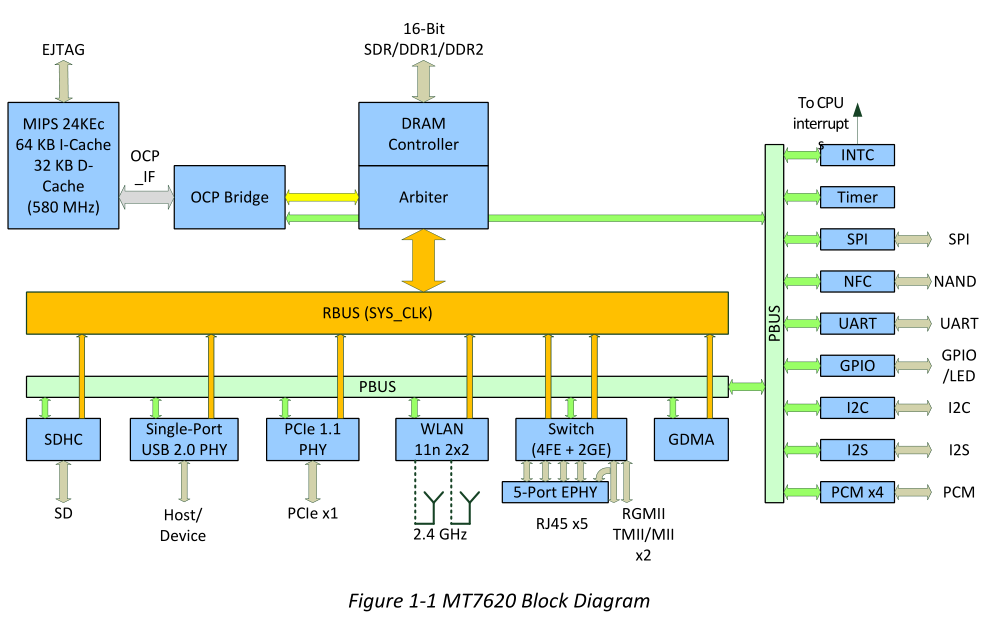 EJTAG
16-Bit
SDR/DDR1/DDR2
MIPS 24KEc
64 KB I-Cache
32 KB D-
Cache
(580 MHz)
OCP
_IF
OCP Bridge
DRAM
Controller
Arbiter
To CPU
interrupt
s
INTC
Timer
SPI
SPI
NFC
NAND
UART
UART
GPIO
GPIO
/LED
I2C
I2C
I2S
I2S
PCM x4
PCM
PBUS
RBUS (SYS_CLK)
PBUS
SDHC
Single-Port
USB 2.0 PHY
PCIe 1.1
PHY
WLAN
11n 2x2
Switch
(4FE + 2GE)
GDMA
5-Port EPHY
SD
Host/
Device
PCIe x1
2.4 GHz
RJ45 x5
RGMII
TMII/MII
x2
Figure 1-1 MT7620 Block Diagram